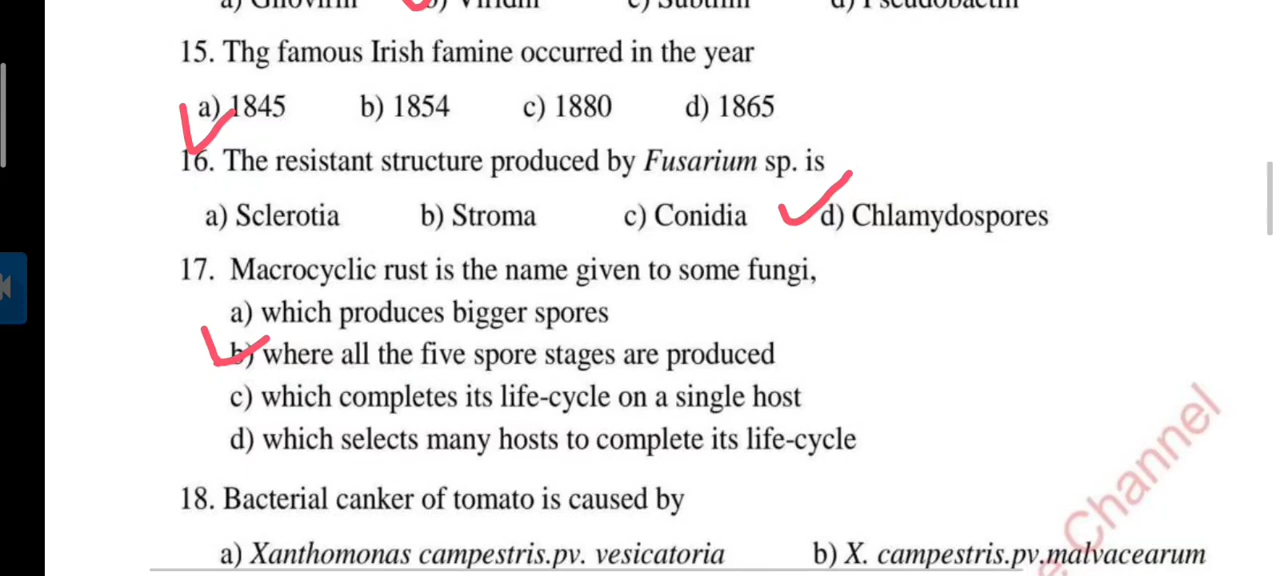 15. Thg famous Irish famine occurred in the year
a) 1845 b) 1854 c) 1880 d) 1865
16. The resistant structure produced by Fusarium sp. is
a) Sclerotia b) Stroma c) Conidia d) Chlamydospores
17. Macrocyclic rust is the name given to some fungi,
a) which produces bigger spores
b) where all the five spore stages are produced
c) which completes its life-cycle on a single host
d) which selects many hosts to complete its life-cycle
18. Bacterial canker of tomato is caused by
a) Xanthomonas campestris.pv. vesicatoria b) X. campestris.pv.malvacearum
Channel